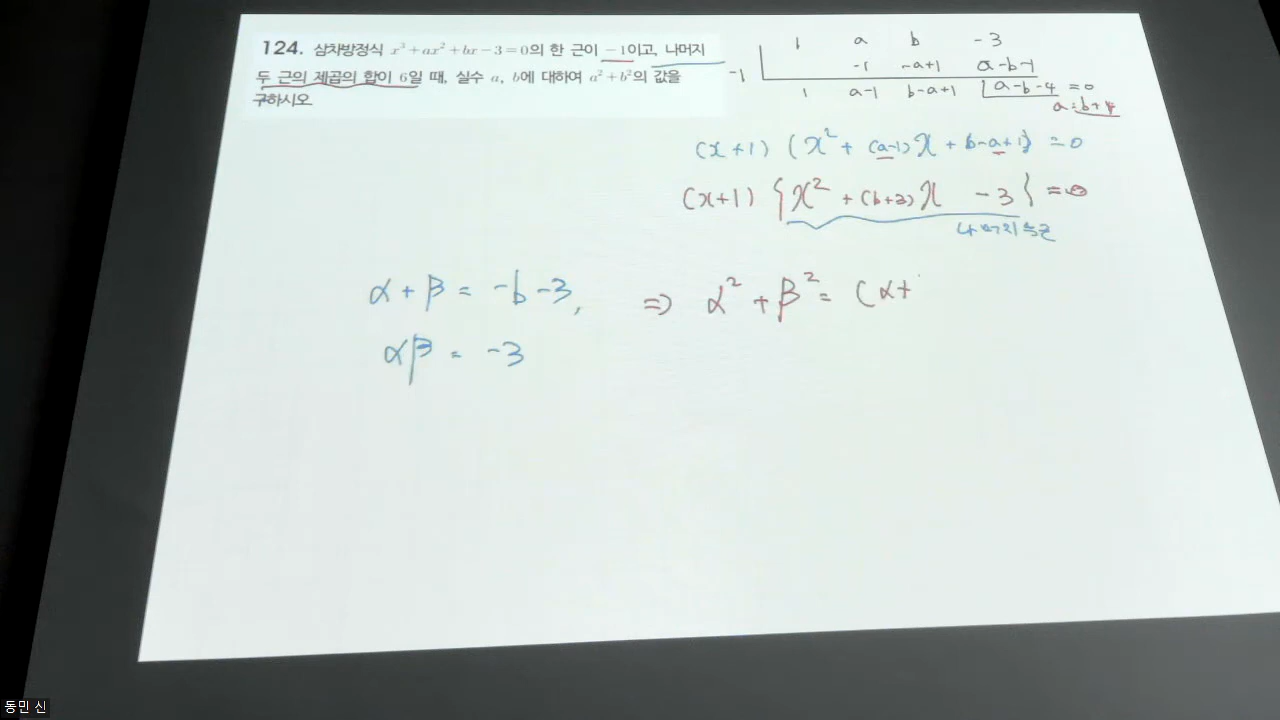 124. 삼차방정식 x³+ax²+bx-3=0의 한 근이 -1이고, 나머지
두 근의 제곱의 합이 6일 때, 실수 a, b에 대하여 a²+b²의 값을
구하시오.
1 a b -3
-1 -a+1 a-b-1
-1
1 a-1 b-a+1 a-b-4 =0
a=b+4
(x+1) (x²+(a-1)x+b-a+1) =0
(x+1) {x²+(b+3)x -3} =0
나머지 두근
α+β = -b-3, ⇒ α²+β² = (α+
αβ = -3
동민 신